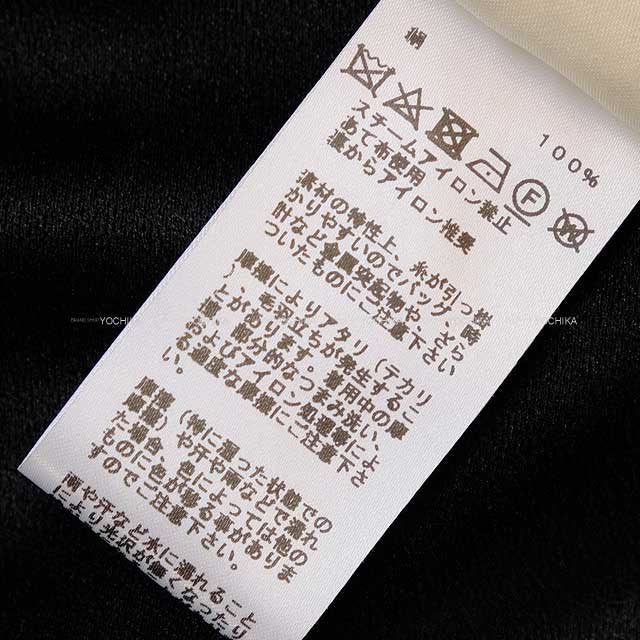 綿
100%
スチームアイロン禁止
あて布使用
裏からアイロン推奨
素材の特性上、糸が引っ掛
かりやすいのでバッグ、時
計など金属攻配物や、ざら
ついたものにご注意下さい
摩擦によりアタリ(テカリ
)、毛羽立ちが発生するこ
とがあります。着用中の摩
擦、部分的なつまみ洗い、
およびアイロン処理等によ
る過度な摩擦にご注意下さ
い。
摩擦(特に湿った状態での
摩擦)や汗や雨などで濡れ
た場合、色によっては他の
ものに色が移る事がありま
すのでご注意下さい。
雨や汗など水に濡れること
により
なったり
YOCHIKA
YOCHIKA